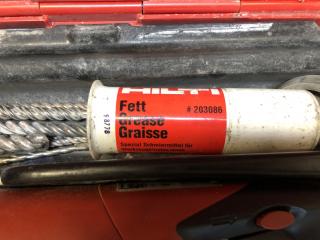 HILTI
Fett
# 203086
Grease
Graisse
Spezial Schmiermittel für